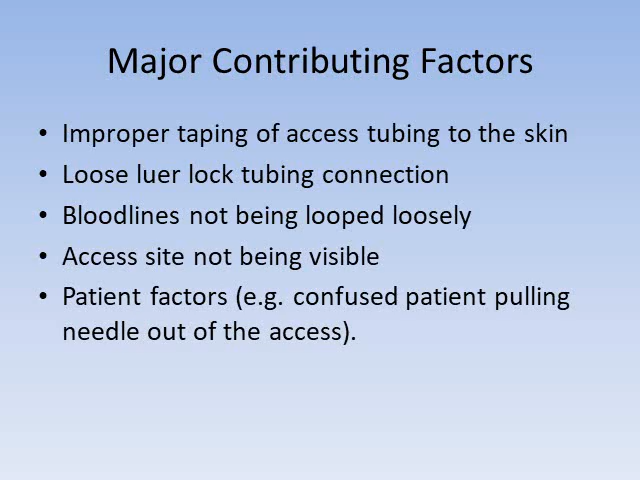 Major Contributing Factors
• Improper taping of access tubing to the skin
• Loose luer lock tubing connection
• Bloodlines not being looped loosely
• Access site not being visible
• Patient factors (e.g. confused patient pulling
needle out of the access).